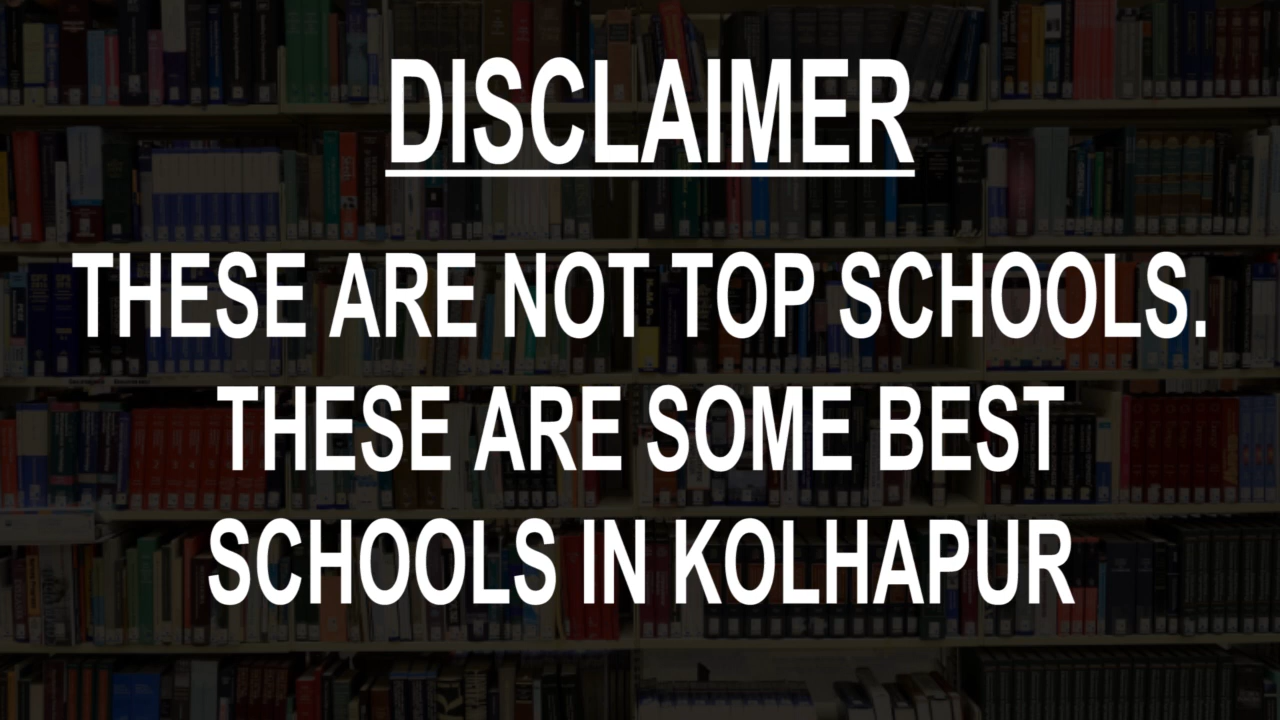 DISCLAIMER
THESE ARE NOT TOP SCHOOLS.
THESE ARE SOME BEST
SCHOOLS IN KOLHAPUR